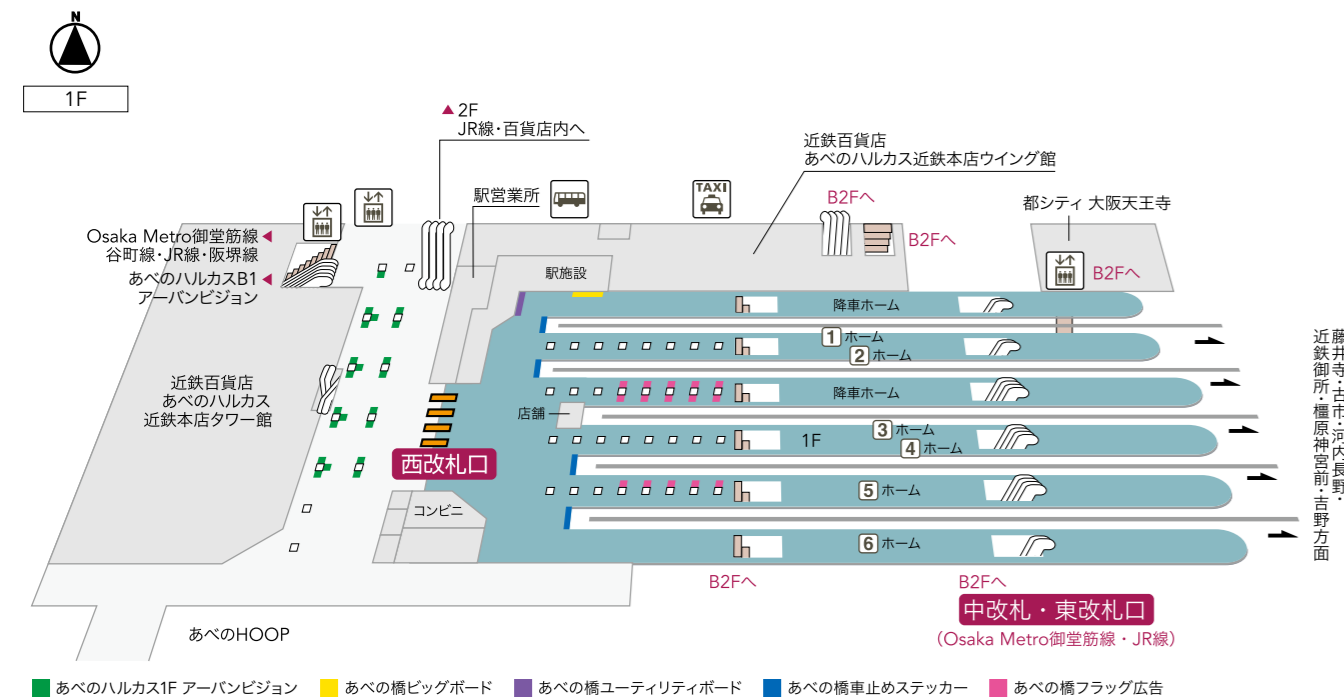 N
1F
▲2F
JR線・百貨店内へ
駅営業所
TAXI
近鉄百貨店
あべのハルカス近鉄本店ウイング館
B2Fへ
B2Fへ
都シティ 大阪天王寺
B2Fへ
Osaka Metro御堂筋線◀
谷町線・JR線・阪堺線
あべのハルカスB1◀
アーバンビジョン
駅施設
降車ホーム
1 ホーム
2 ホーム
近鉄百貨店
あべのハルカス
近鉄本店タワー館
降車ホーム
店舗
1F
3 ホーム
4 ホーム
西改札口
5 ホーム
コンビニ
6 ホーム
藤井寺・古市・河内長野・
近鉄御所・橿原神宮前・吉野方面
B2Fへ
B2Fへ
中改札・東改札口
（Osaka Metro御堂筋線・JR線）
あべのHOOP
あべのハルカス1F アーバンビジョン
あべの橋ビッグボード
あべの橋ユーティリティボード
あべの橋車止めステッカー
あべの橋フラッグ広告